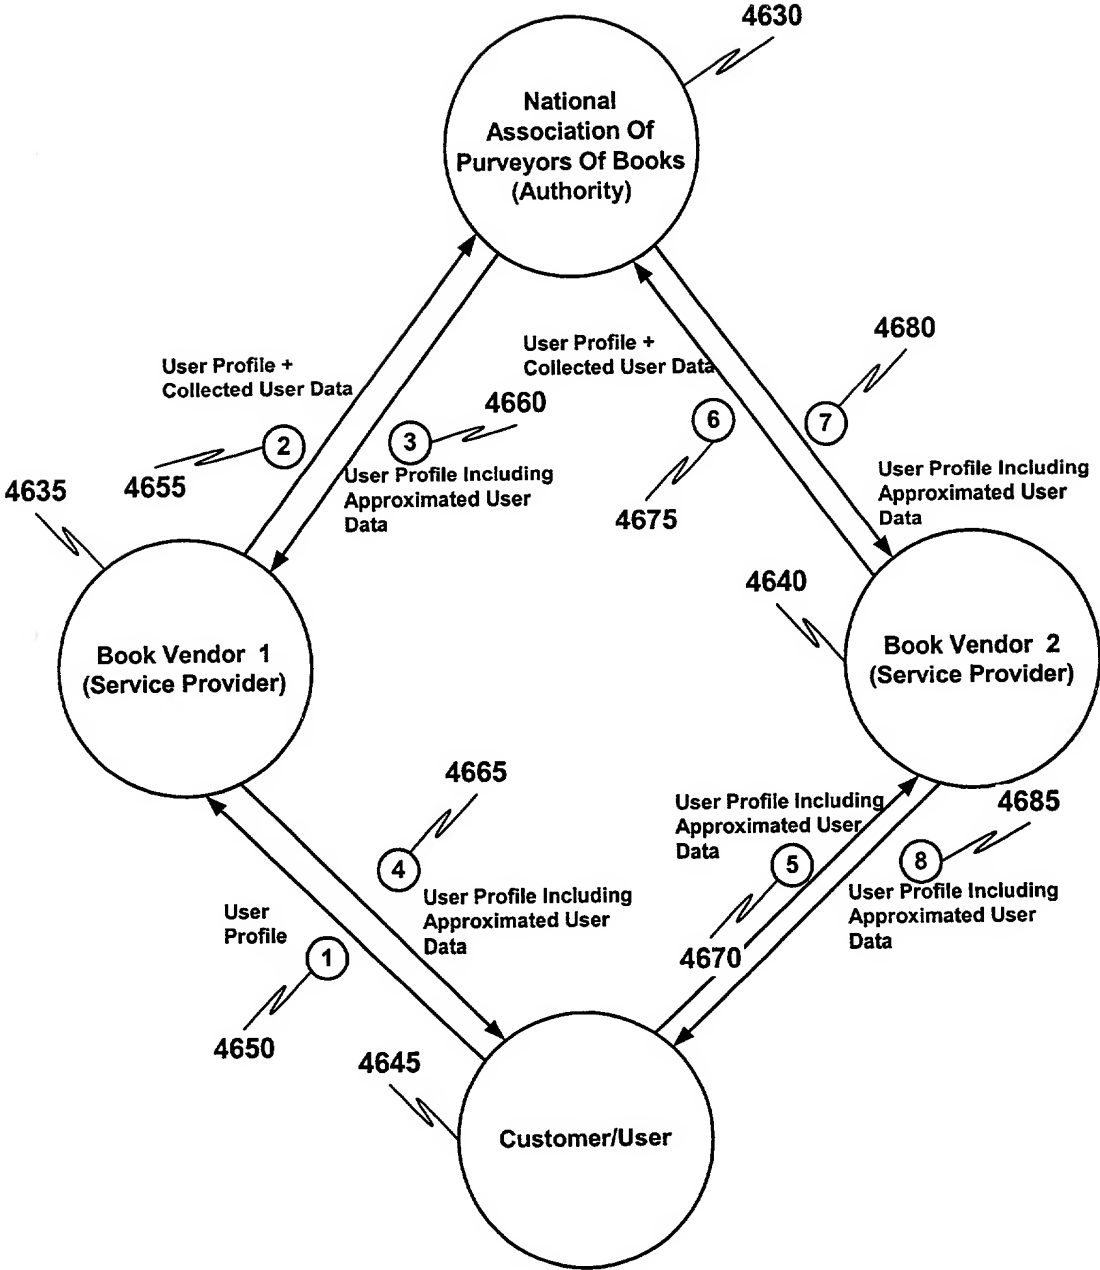 4630
National
Association Of
Purveyors Of Books
(Authority)
4680
User Profile +
Collected User Data
User Profile +
Collected User Data
4660
2
3
6
7
4655
User Profile Including
Approximated User
Data
User Profile Including
Approximated User
Data
4635
4675
4640
Book Vendor 1
(Service Provider)
Book Vendor 2
(Service Provider)
4665
User Profile Including
Approximated User
Data
4685
4
5
8
User Profile Including
Approximated User
Data
User Profile Including
Approximated User
Data
User
Profile
1
4670
4650
4645
Customer/User